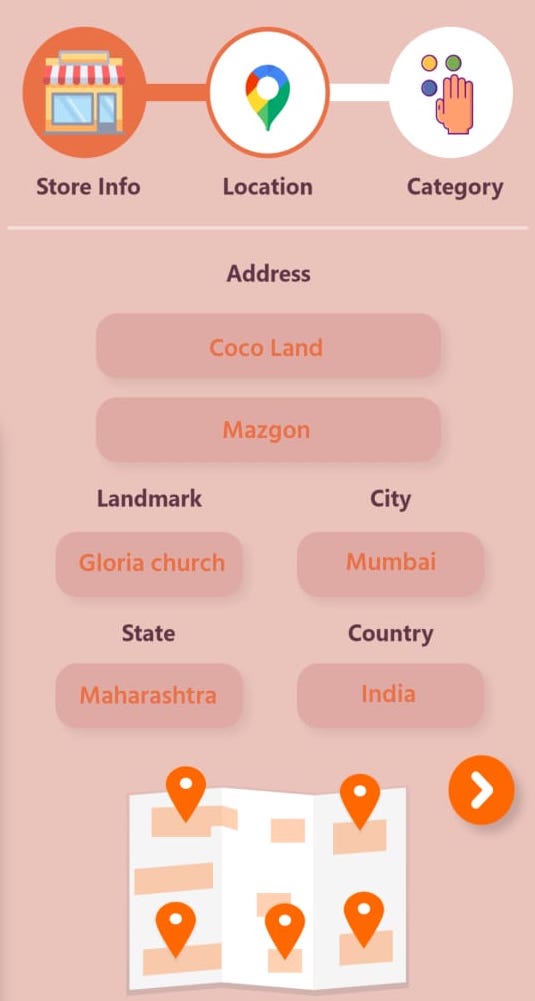 Store Info Location Category
Address
Coco Land
Mazgon
Landmark City
Gloria church Mumbai
State Country
Maharashtra India